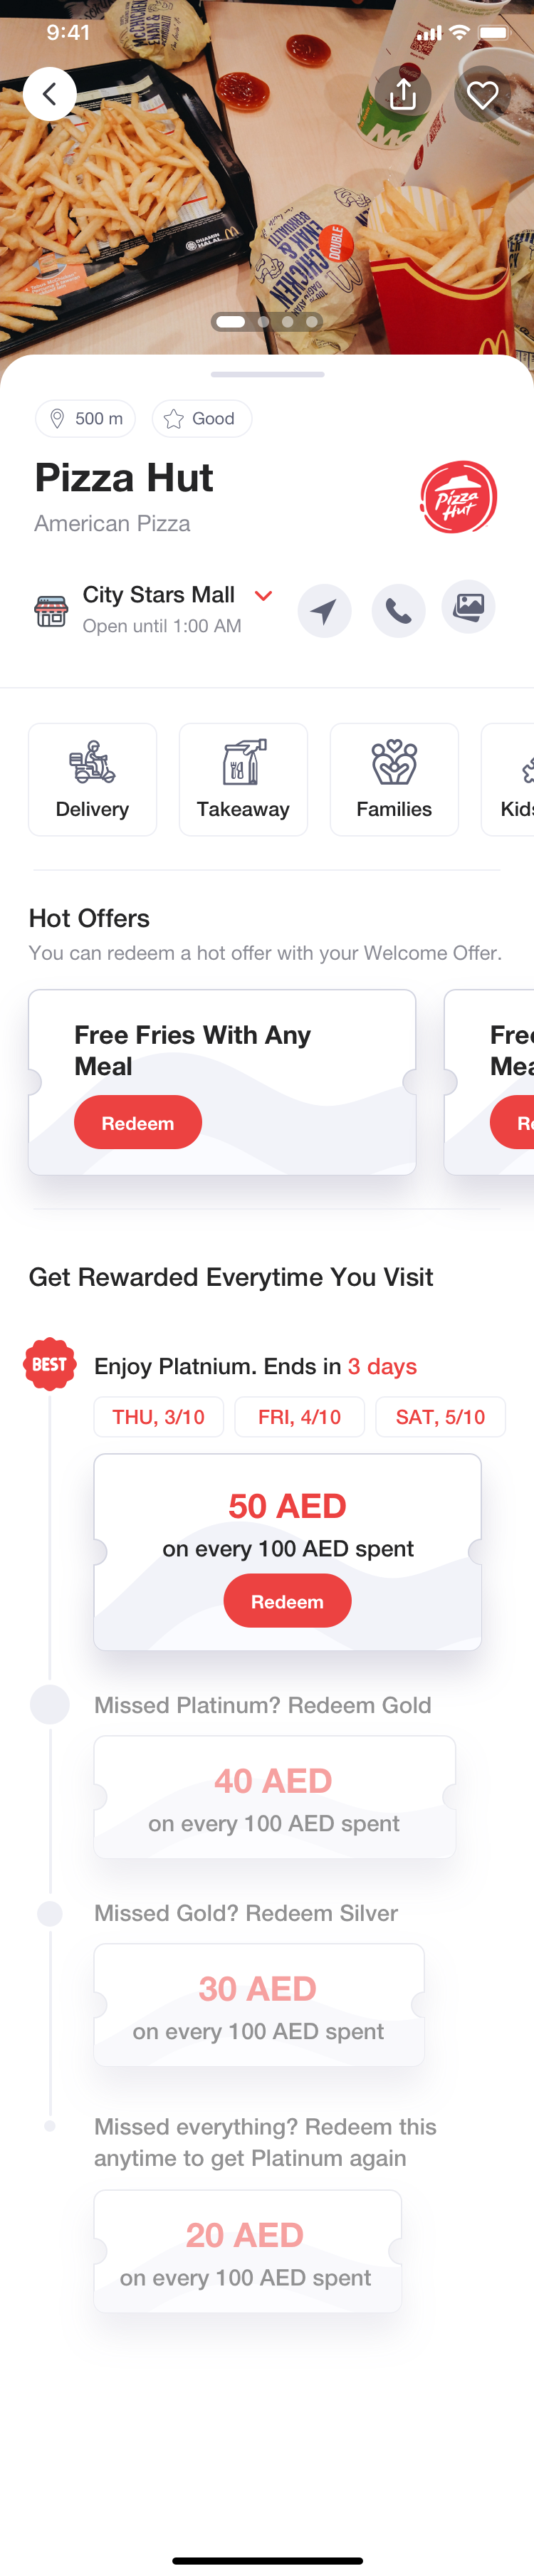 9:41
DOUBLE
CHICKEN
500 m
Good
Pizza Hut
American Pizza
Pizza
Hut
City Stars Mall
Open until 1:00 AM
Delivery
Takeaway
Families
Hot Offers
You can redeem a hot offer with your Welcome Offer.
Free Fries With Any
Meal
Redeem
Get Rewarded Everytime You Visit
BEST
Enjoy Platnium. Ends in 3 days
THU, 3/10
FRI, 4/10
SAT, 5/10
50 AED
on every 100 AED spent
Redeem
Missed Platinum? Redeem Gold
40 AED
on every 100 AED spent
Missed Gold? Redeem Silver
30 AED
on every 100 AED spent
Missed everything? Redeem this
anytime to get Platinum again
20 AED
on every 100 AED spent